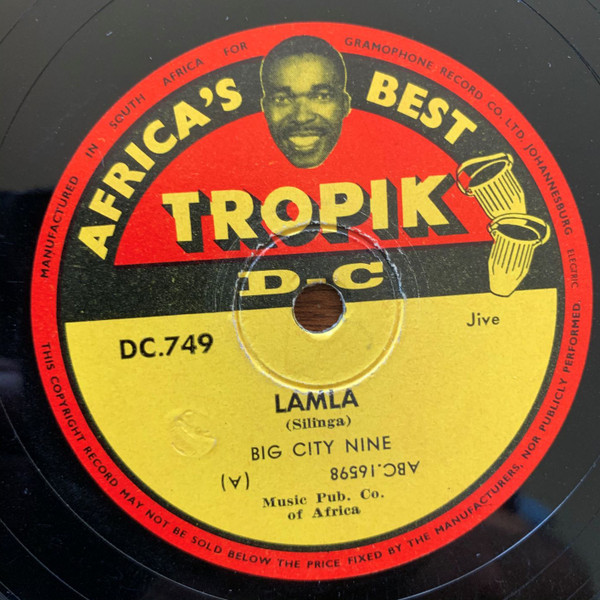 MANUFACTURED IN SOUTH AFRICA FOR GRAMOPHONE RECORD CO. LTD. JOHANNESBURG
ELECTRIC
AFRICA'S BEST
TROPIK
D-C
DC.749
Jive
LAMLA
(Silinga)
BIG CITY NINE
ABC.16598
(A)
Music Pub. Co.
of Africa
THIS COPYRIGHT RECORD MAY NOT BE SOLD BELOW THE PRICE FIXED BY THE MANUFACTURERS, NOR PUBLICLY PERFORMED